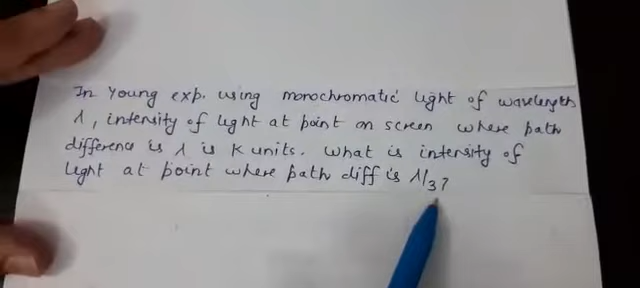 In Young exp. using monochromatic light of wavelength
λ, intensity of light at point on screen where path
difference is λ is K units. What is intensity of
light at point where path diff is λ/3?